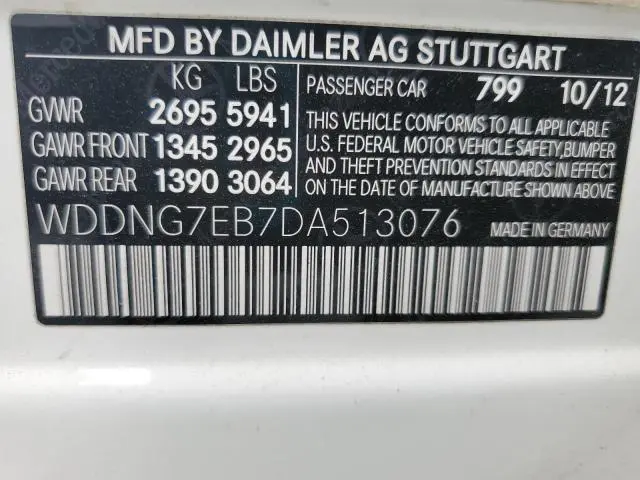 MFD BY DAIMLER AG STUTTGART
KG LBS
GVWR 2695 5941
GAWR FRONT 1345 2965
GAWR REAR 1390 3064
PASSENGER CAR 799 10/12
THIS VEHICLE CONFORMS TO ALL APPLICABLE
U.S. FEDERAL MOTOR VEHICLE SAFETY,BUMPER
AND THEFT PREVENTION STANDARDS IN EFFECT
ON THE DATE OF MANUFACTURE SHOWN ABOVE.
WDDNG7EB7DA513076 MADE IN GERMANY